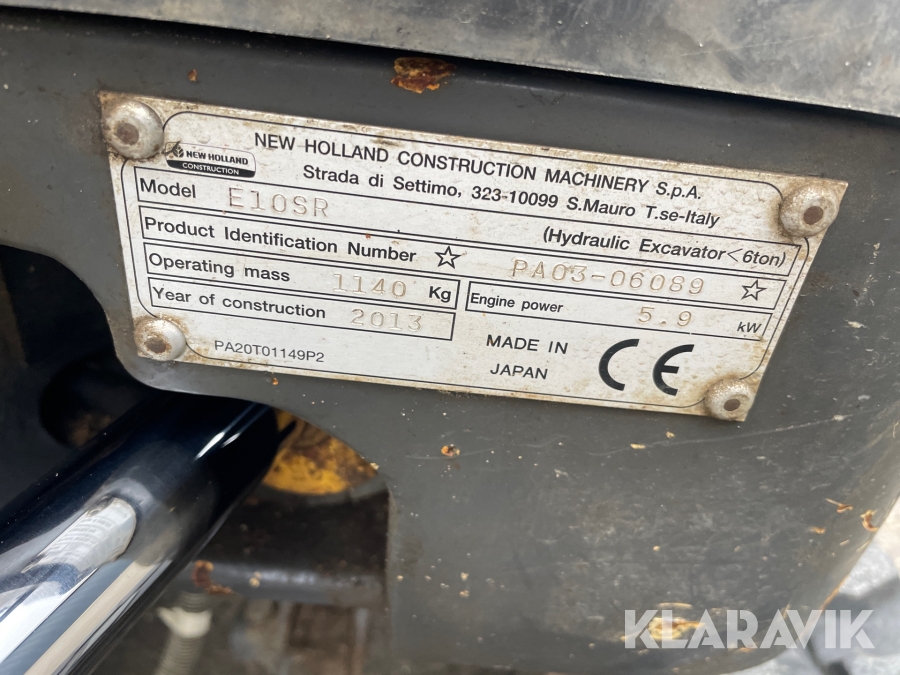 NEW HOLLAND
CONSTRUCTION
NEW HOLLAND CONSTRUCTION MACHINERY S.p.A.
Strada di Settimo, 323-10099 S.Mauro T.se-Italy
Model E10SR (Hydraulic Excavator<6ton)
Product Identification Number ☆ PA03-06089 ☆
Operating mass 1140 Kg Engine power 5.9 kW
Year of construction 2013
PA20T01149P2
MADE IN
JAPAN
CE
KLARAVIK